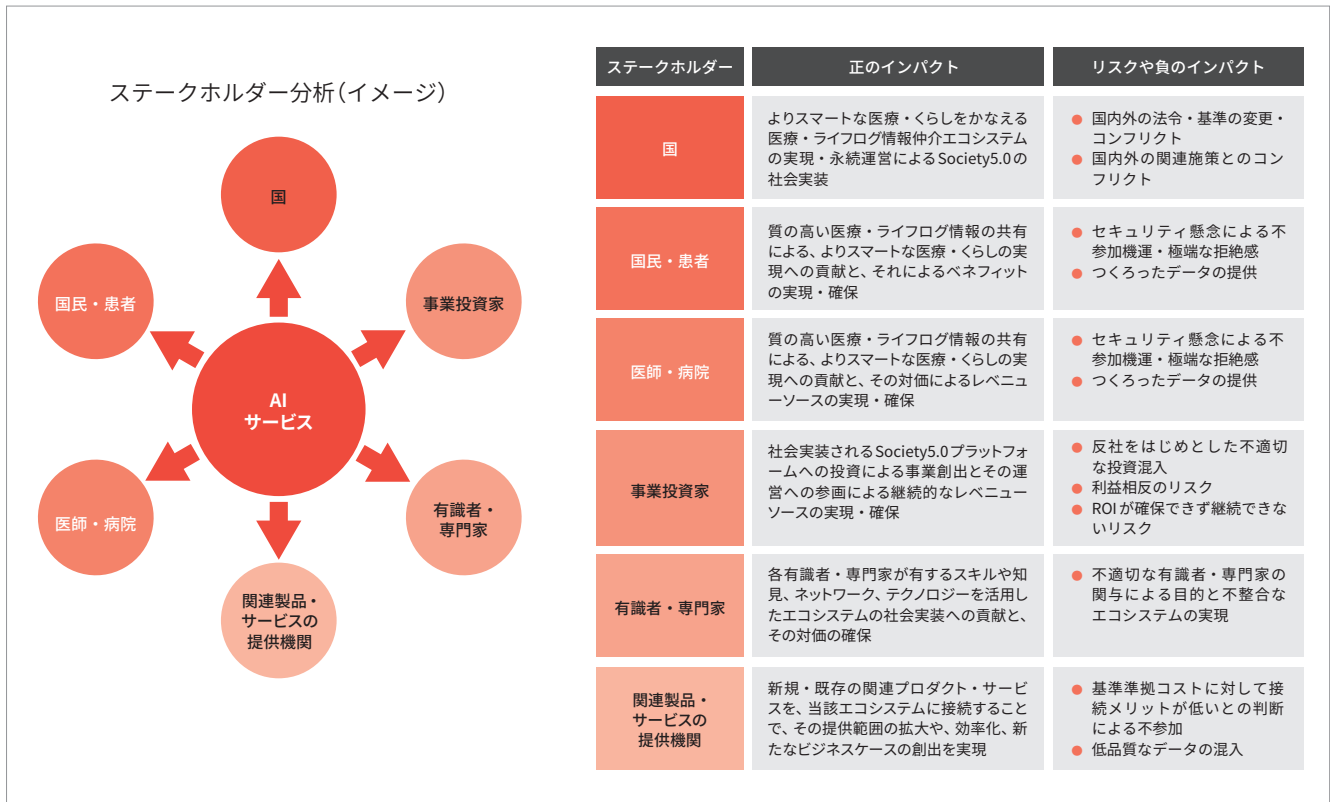 ステークホルダー分析(イメージ)
国
国民・患者
事業投資家
AI
サービス
医師・病院
有識者・
専門家
関連製品・
サービスの
提供機関
ステークホルダー
正のインパクト
リスクや負のインパクト
国
よりスマートな医療・くらしをかなえる
医療・ライフログ情報仲介エコシステム
の実現・永続運営によるSociety5.0の
社会実装
● 国内外の法令・基準の変更・
コンフリクト
● 国内外の関連施策とのコン
フリクト
国民・患者
質の高い医療・ライフログ情報の共有
による、よりスマートな医療・くらしの実
現への貢献と、それによるベネフィット
の実現・確保
● セキュリティ懸念による不
参加機運・極端な拒絶感
● つくろったデータの提供
医師・病院
質の高い医療・ライフログ情報の共有
による、よりスマートな医療・くらしの実
現への貢献と、その対価によるレベニュ
ーソースの実現・確保
● セキュリティ懸念による不
参加機運・極端な拒絶感
● つくろったデータの提供
事業投資家
社会実装されるSociety5.0プラットフォ
ームへの投資による事業創出とその運
営への参画による継続的なレベニュー
ソースの実現・確保
● 反社をはじめとした不適切
な投資混入
● 利益相反のリスク
● ROIが確保できず継続できな
いリスク
有識者・専門家
各有識者・専門家が有するスキルや知
見、ネットワーク、テクノロジーを活用し
たエコシステムの社会実装への貢献と、
その対価の確保
● 不適切な有識者・専門家の
関与による目的と不整合な
エコシステムの実現
関連製品・
サービスの
提供機関
新規・既存の関連プロダクト・サービ
スを、当該エコシステムに接続すること
で、その提供範囲の拡大や、効率化、新
たなビジネスケースの創出を実現
● 基準準拠コストに対して接
続メリットが低いとの判断
による不参加
● 低品質なデータの混入